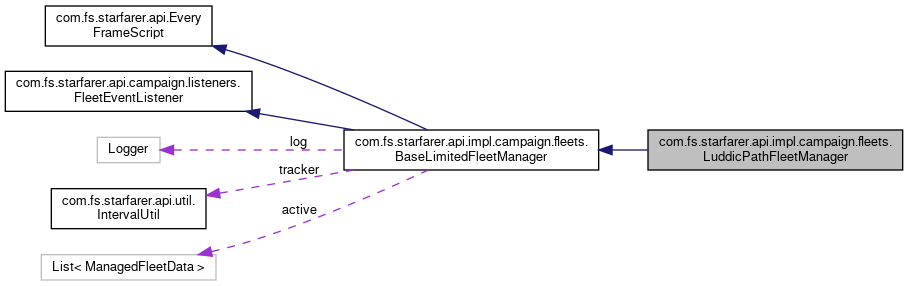 com.fs.starfarer.api.Every
FrameScript
com.fs.starfarer.api.campaign.listeners.
FleetEventListener
Logger
log
com.fs.starfarer.api.impl.campaign.fleets.
BaseLimitedFleetManager
com.fs.starfarer.api.impl.campaign.fleets.
LuddicPathFleetManager
tracker
com.fs.starfarer.api.util.
IntervalUtil
active
List< ManagedFleetData >